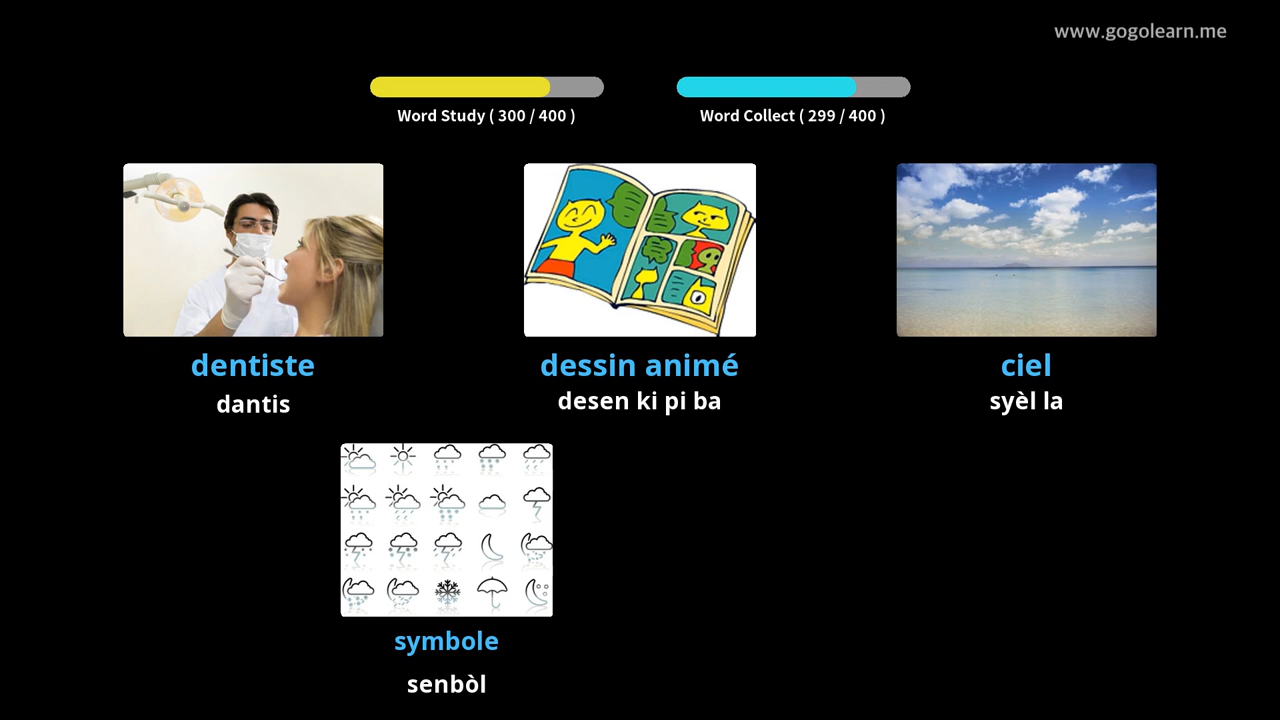 www.gogolearn.me
Word Study ( 300 / 400 )
Word Collect ( 299 / 400 )
dentiste
dantis
dessin animé
desen ki pi ba
ciel
syèl la
symbole
senbòl